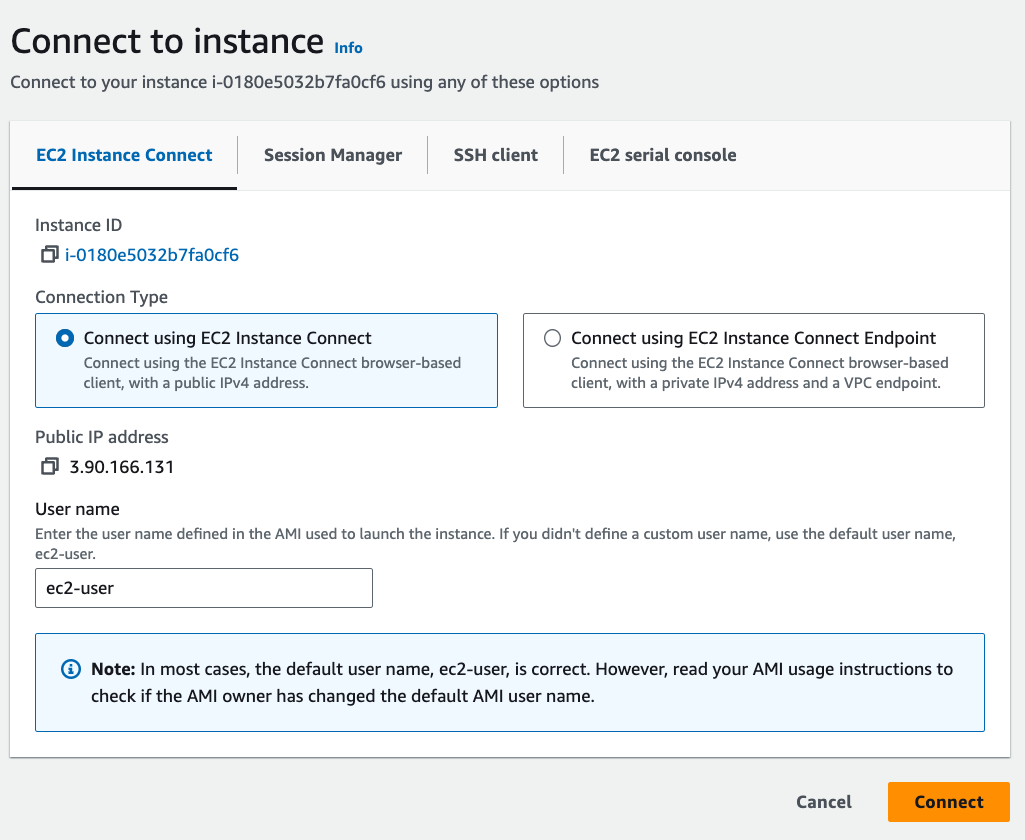 Connect to instance Info
Connect to your instance i-0180e5032b7fa0cf6 using any of these options
EC2 Instance Connect
Session Manager
SSH client
EC2 serial console
Instance ID
i-0180e5032b7fa0cf6
Connection Type
Connect using EC2 Instance Connect
Connect using the EC2 Instance Connect browser-based
client, with a public IPv4 address.
Connect using EC2 Instance Connect Endpoint
Connect using the EC2 Instance Connect browser-based
client, with a private IPv4 address and a VPC endpoint.
Public IP address
3.90.166.131
User name
Enter the user name defined in the AMI used to launch the instance. If you didn't define a custom user name, use the default user name,
ec2-user.
ec2-user
Note: In most cases, the default user name, ec2-user, is correct. However, read your AMI usage instructions to
check if the AMI owner has changed the default AMI user name.
Cancel
Connect